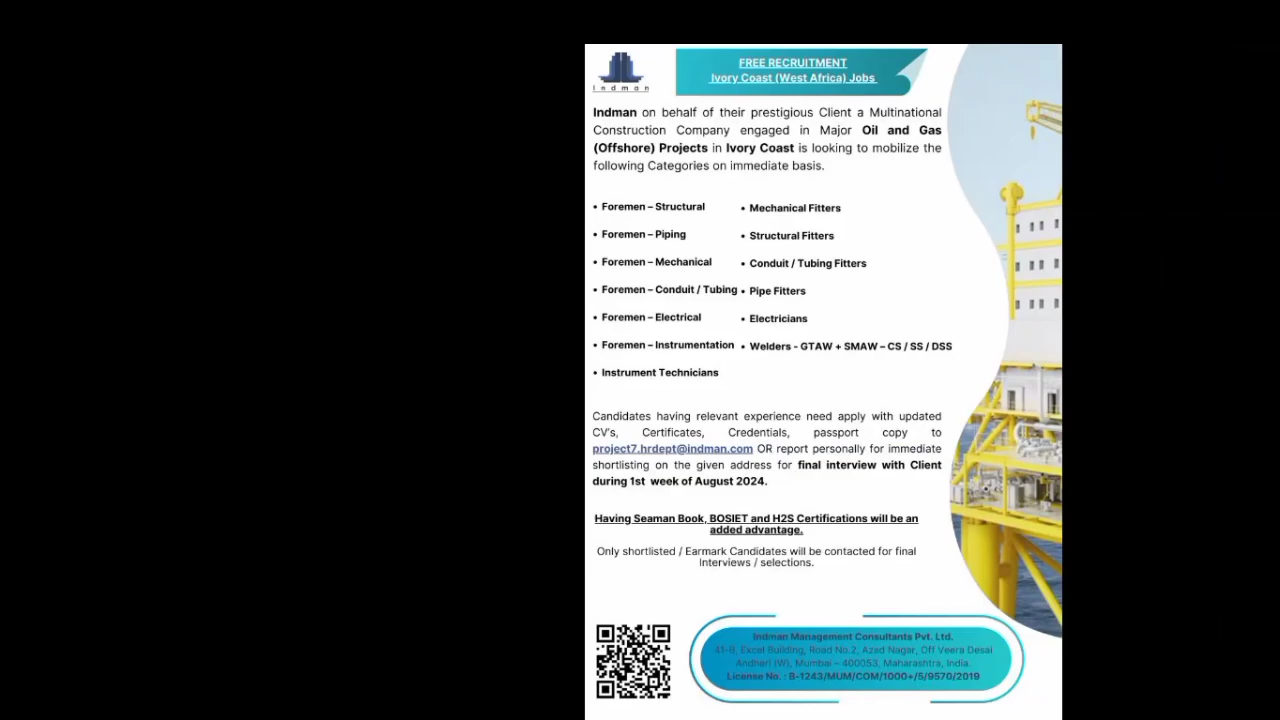 Indman
FREE RECRUITMENT
Ivory Coast (West Africa) Jobs
Indman on behalf of their prestigious Client a Multinational
Construction Company engaged in Major Oil and Gas
(Offshore) Projects in Ivory Coast is looking to mobilize the
following Categories on immediate basis.
• Foremen – Structural
• Foremen – Piping
• Foremen – Mechanical
• Foremen – Conduit / Tubing
• Foremen – Electrical
• Foremen – Instrumentation
• Instrument Technicians
• Mechanical Fitters
• Structural Fitters
• Conduit / Tubing Fitters
• Pipe Fitters
• Electricians
• Welders - GTAW + SMAW – CS / SS / DSS
Candidates having relevant experience need apply with updated
CV's, Certificates, Credentials, passport copy to
project7.hrdept@indman.com OR report personally for immediate
shortlisting on the given address for final interview with Client
during 1st week of August 2024.
Having Seaman Book, BOSIET and H2S Certifications will be an
added advantage.
Only shortlisted / Earmark Candidates will be contacted for final
Interviews / selections.
Indman Management Consultants Pvt. Ltd.
41-B, Excel Building, Road No.2, Azad Nagar, Off Veera Desai
Andheri (W), Mumbai – 400053, Maharashtra, India.
License No. : B-1243/MUM/COM/1000+/5/9570/2019